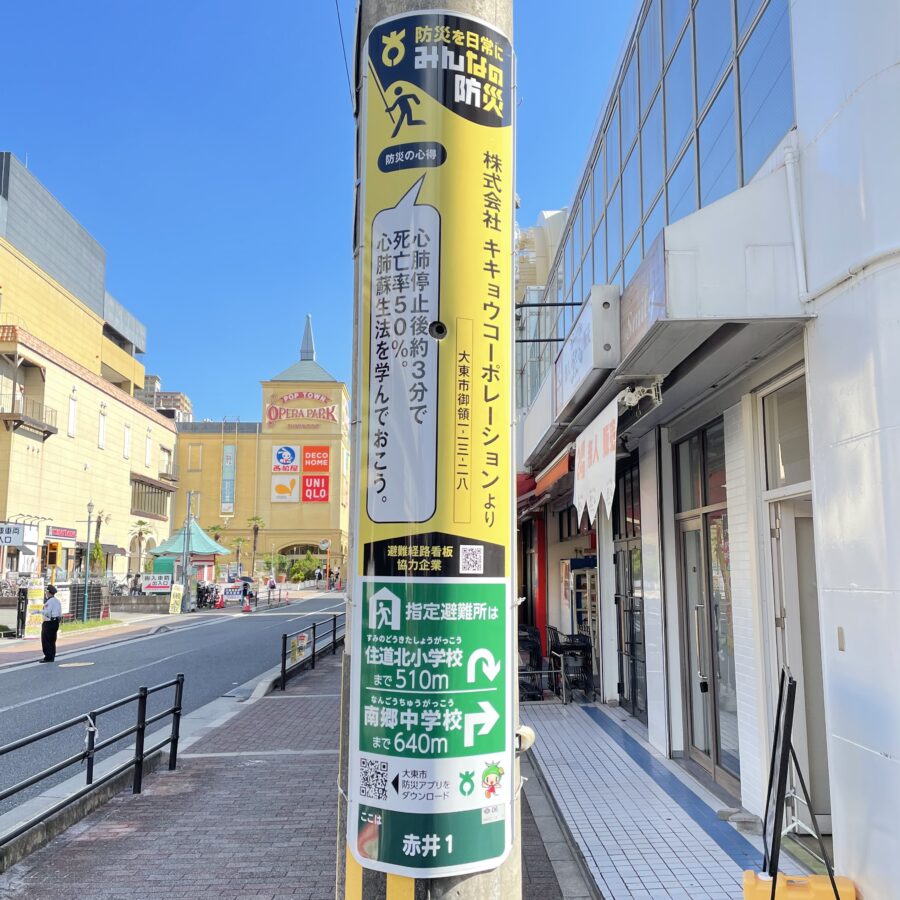 防災を日常に
みんなの
防災
防災の心得
心肺停止後約3分で
死亡率50%。
心肺蘇生法を学んでおこう。
株式会社 キキョウコーポレーションより
大東市御領1-13-28
避難経路看板
協力企業
指定避難所は
すみのどうきたしょうがっこう
住道北小学校
まで510m
なんごうちゅうがっこう
南郷中学校
まで640m
大東市
防災アプリを
ダウンロード
ここは
赤井1
POP TOWN
OPERA PARK
西松屋
DECO
HOME
UNI
QLO